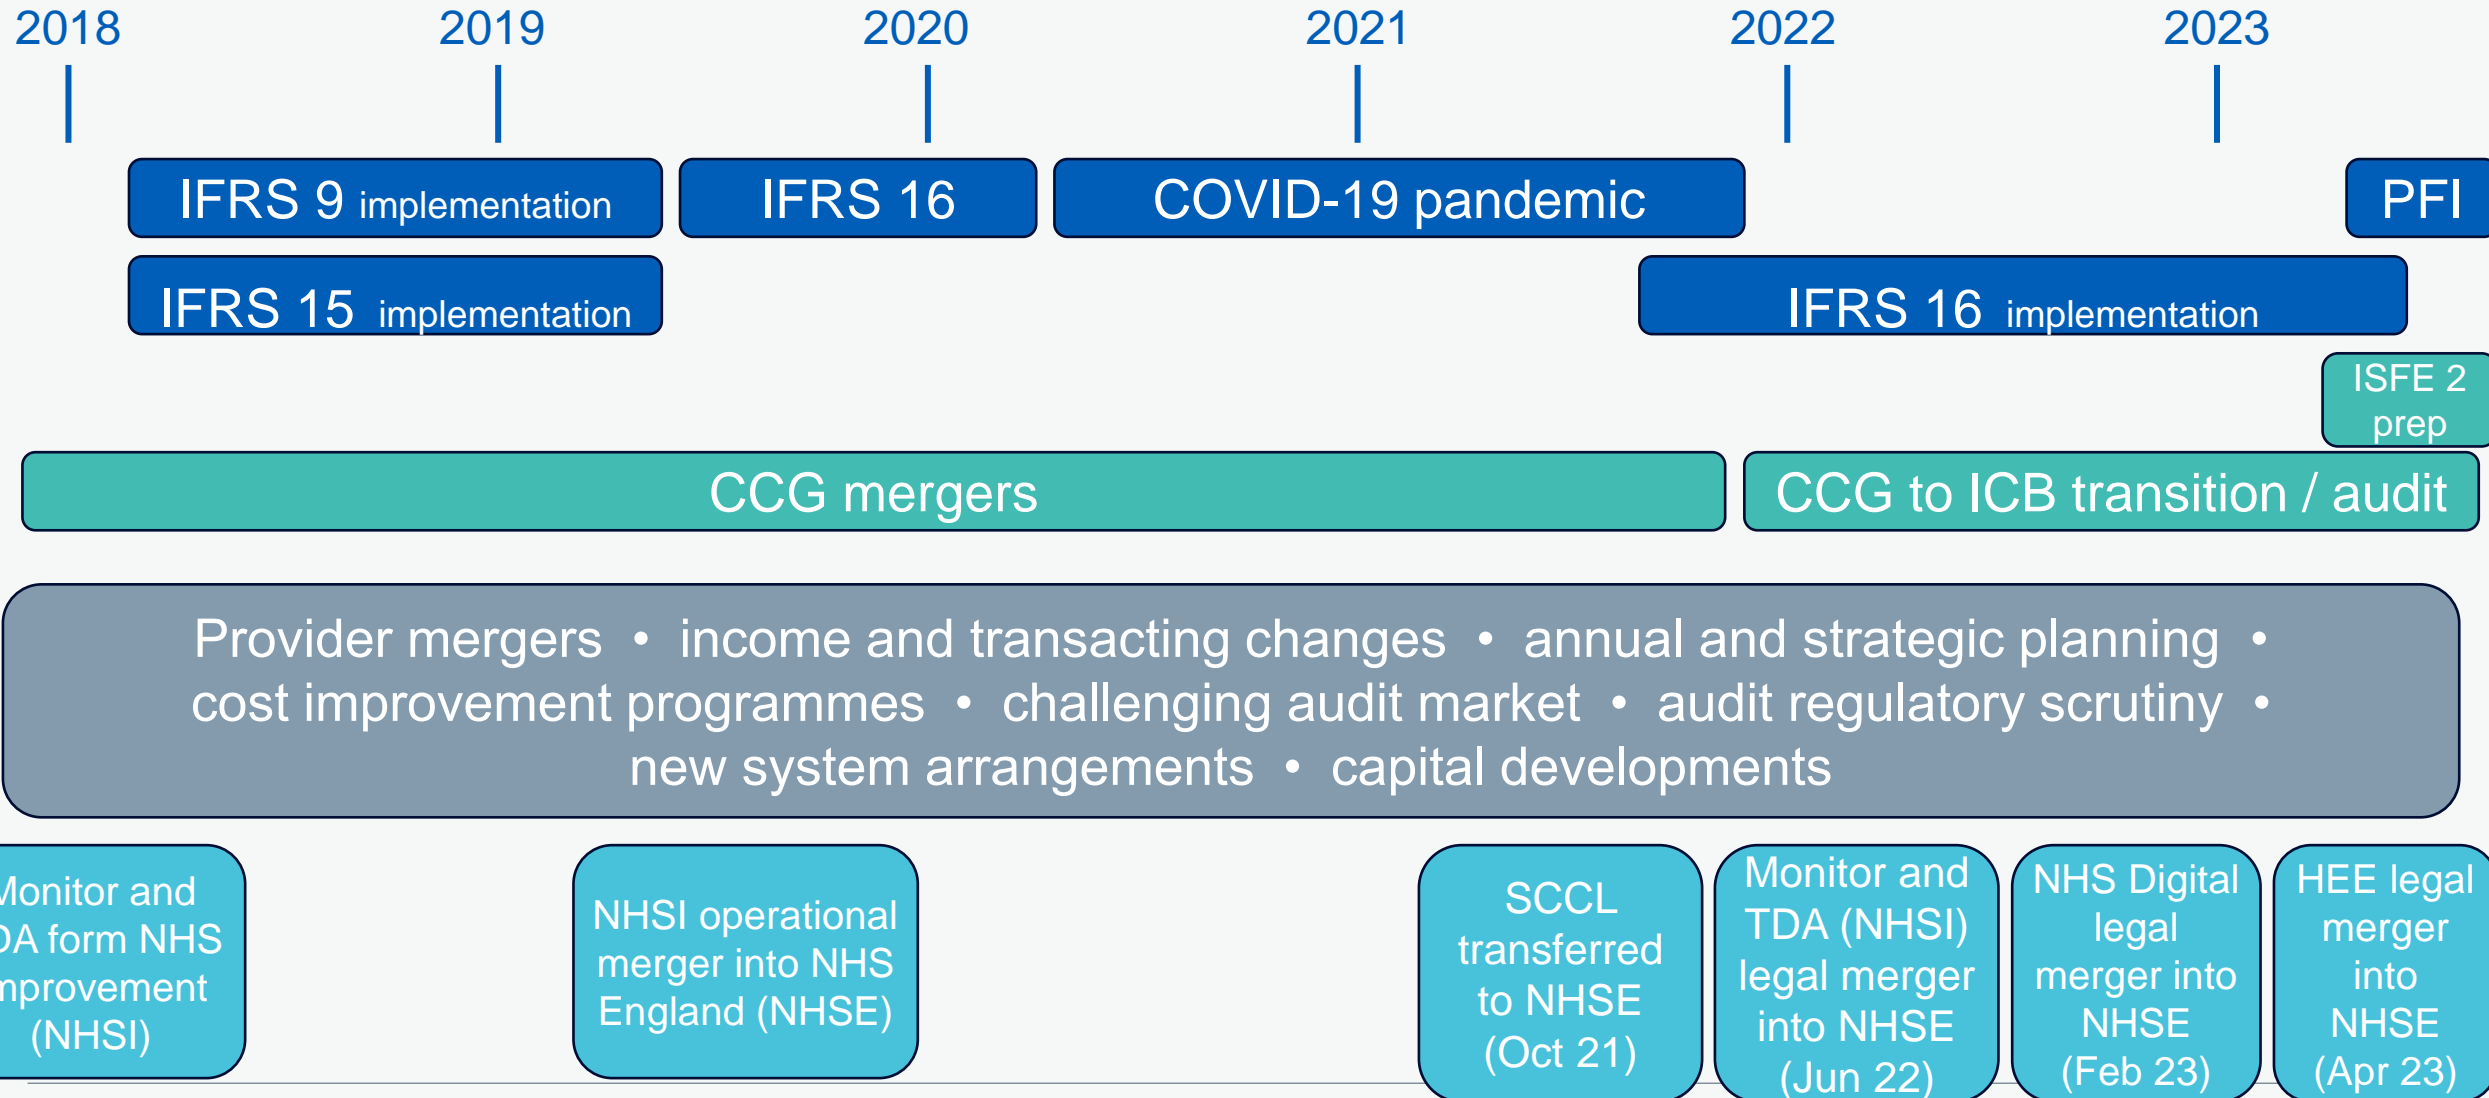 2018
2019
2020
2021
2022
2023
IFRS 9 implementation
IFRS 16
COVID-19 pandemic
PFI
IFRS 15 implementation
IFRS 16 implementation
ISFE 2
prep
CCG mergers
CCG to ICB transition / audit
Provider mergers • income and transacting changes • annual and strategic planning •
cost improvement programmes • challenging audit market • audit regulatory scrutiny •
new system arrangements • capital developments
Monitor and
DA form NHS
mprovement
(NHSI)
NHSI operational
merger into NHS
England (NHSE)
SCCL
transferred
to NHSE
(Oct 21)
Monitor and
TDA (NHSI)
legal merger
into NHSE
(Jun 22)
NHS Digital
legal
merger into
NHSE
(Feb 23)
HEE legal
merger
into
NHSE
(Apr 23)